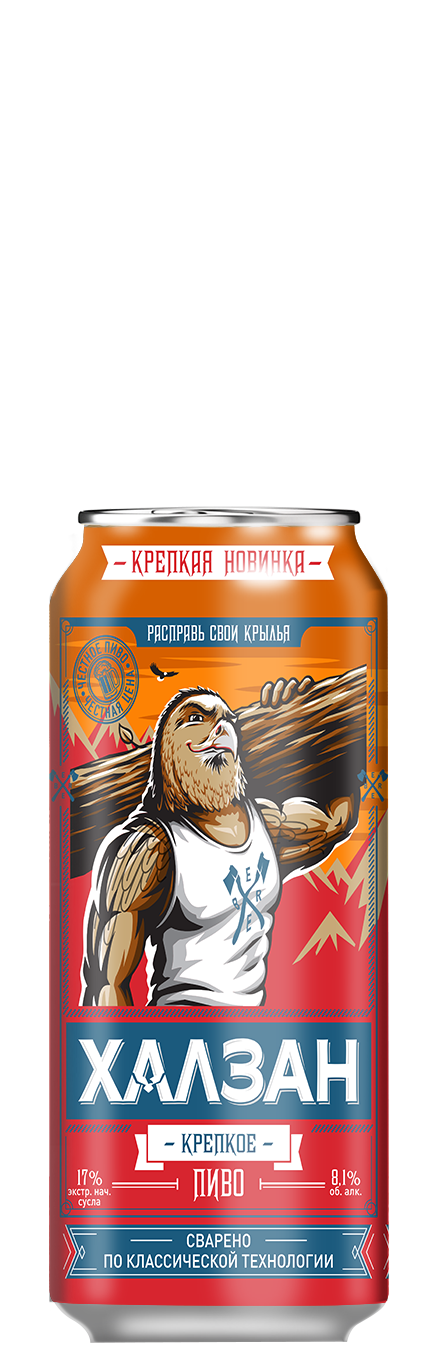 - КРЕПКАЯ НОВИНКА -
РАСПРАВЬ СВОИ КРЫЛЬЯ
ЧЕСТНОЕ ПИВО
ЧЕСТНАЯ ЦЕНА
BEER
ХАЛЗАН
- КРЕПКОЕ -
17%
экстр. нач.
сусла
ПИВО
8,1%
об. алк.
СВАРЕНО
ПО КЛАССИЧЕСКОЙ ТЕХНОЛОГИИ